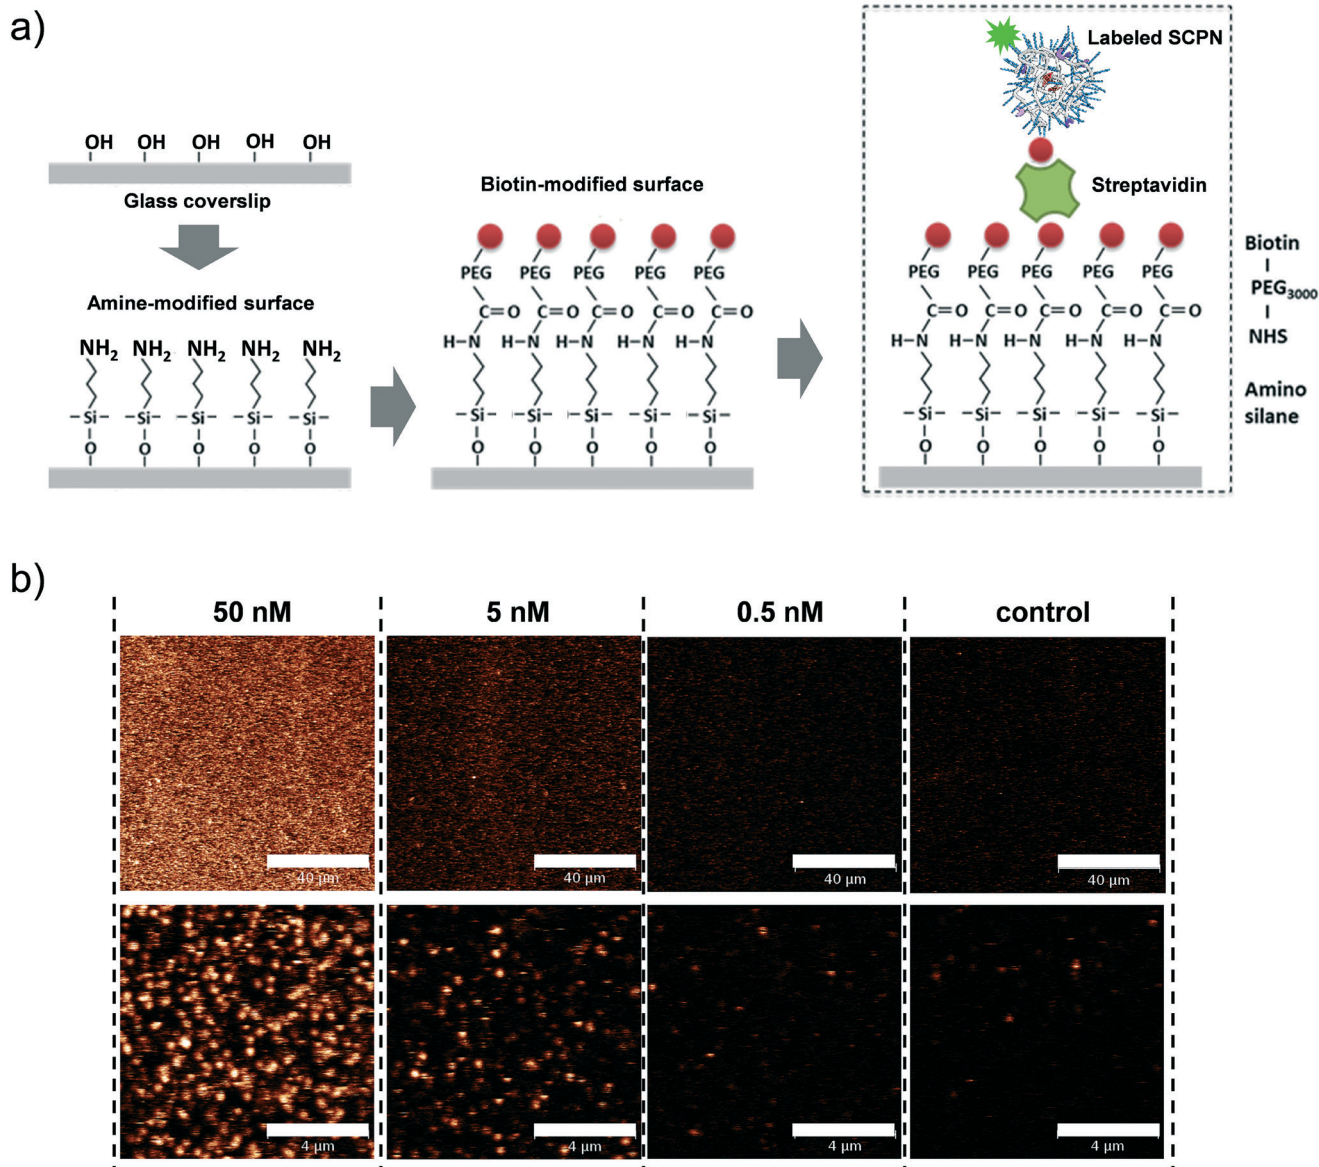 a)
OH OH OH OH OH
Glass coverslip
Amine-modified surface
NH2 NH2 NH2 NH2 NH2
Si Si Si Si Si
O O O O O
Biotin-modified surface
PEG PEG PEG PEG PEG
C=O C=O C=O C=O C=O
H-N H-N H-N H-N H-N
Si Si Si Si Si
O O O O O
Labeled SCPN
Streptavidin
PEG PEG PEG PEG PEG
C=O C=O C=O C=O C=O
H-N H-N H-N H-N H-N
Si Si Si Si Si
O O O O O
Biotin
PEG3000
NHS
Amino
silane
b)
50 nM 5 nM 0.5 nM control
40 μm 40 μm 40 μm 40 μm
4 μm 4 μm 4 μm 4 μm